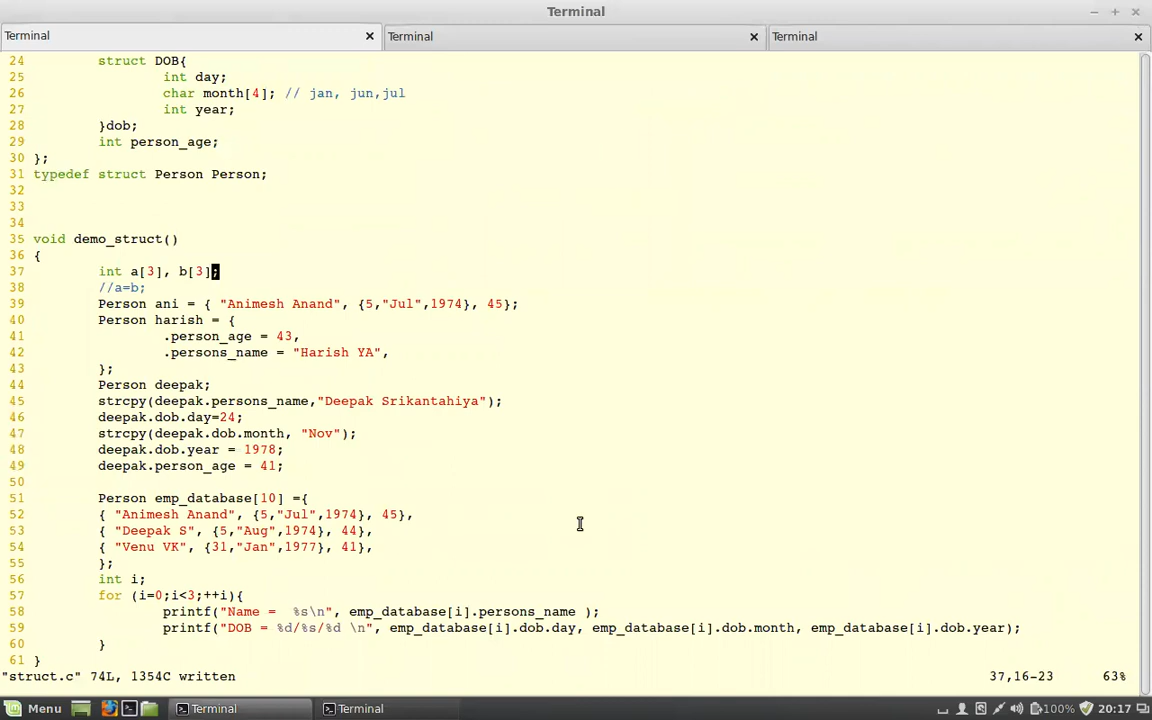 Terminal
Terminal
Terminal
Terminal
24 struct DOB{
25 int day;
26 char month[4]; // jan, jun,jul
27 int year;
28 }dob;
29 int person_age;
30 };
31 typedef struct Person Person;
32
33
34
35 void demo_struct()
36 {
37 int a[3], b[3];
38 //a=b;
39 Person ani = { "Animesh Anand", {5,"Jul",1974}, 45};
40 Person harish = {
41 .person_age = 43,
42 .persons_name = "Harish YA",
43 };
44 Person deepak;
45 strcpy(deepak.persons_name,"Deepak Srikantahiya");
46 deepak.dob.day=24;
47 strcpy(deepak.dob.month, "Nov");
48 deepak.dob.year = 1978;
49 deepak.person_age = 41;
50
51 Person emp_database[10] ={
52 { "Animesh Anand", {5,"Jul",1974}, 45},
53 { "Deepak S", {5,"Aug",1974}, 44},
54 { "Venu VK", {31,"Jan",1977}, 41},
55 };
56 int i;
57 for (i=0;i<3;++i){
58 printf("Name =  %s\n", emp_database[i].persons_name );
59 printf("DOB = %d/%s/%d \n", emp_database[i].dob.day, emp_database[i].dob.month, emp_database[i].dob.year);
60 }
61 }
"struct.c" 74L, 1354C written 37,16-23 63%
Menu Terminal Terminal 100% 20:17